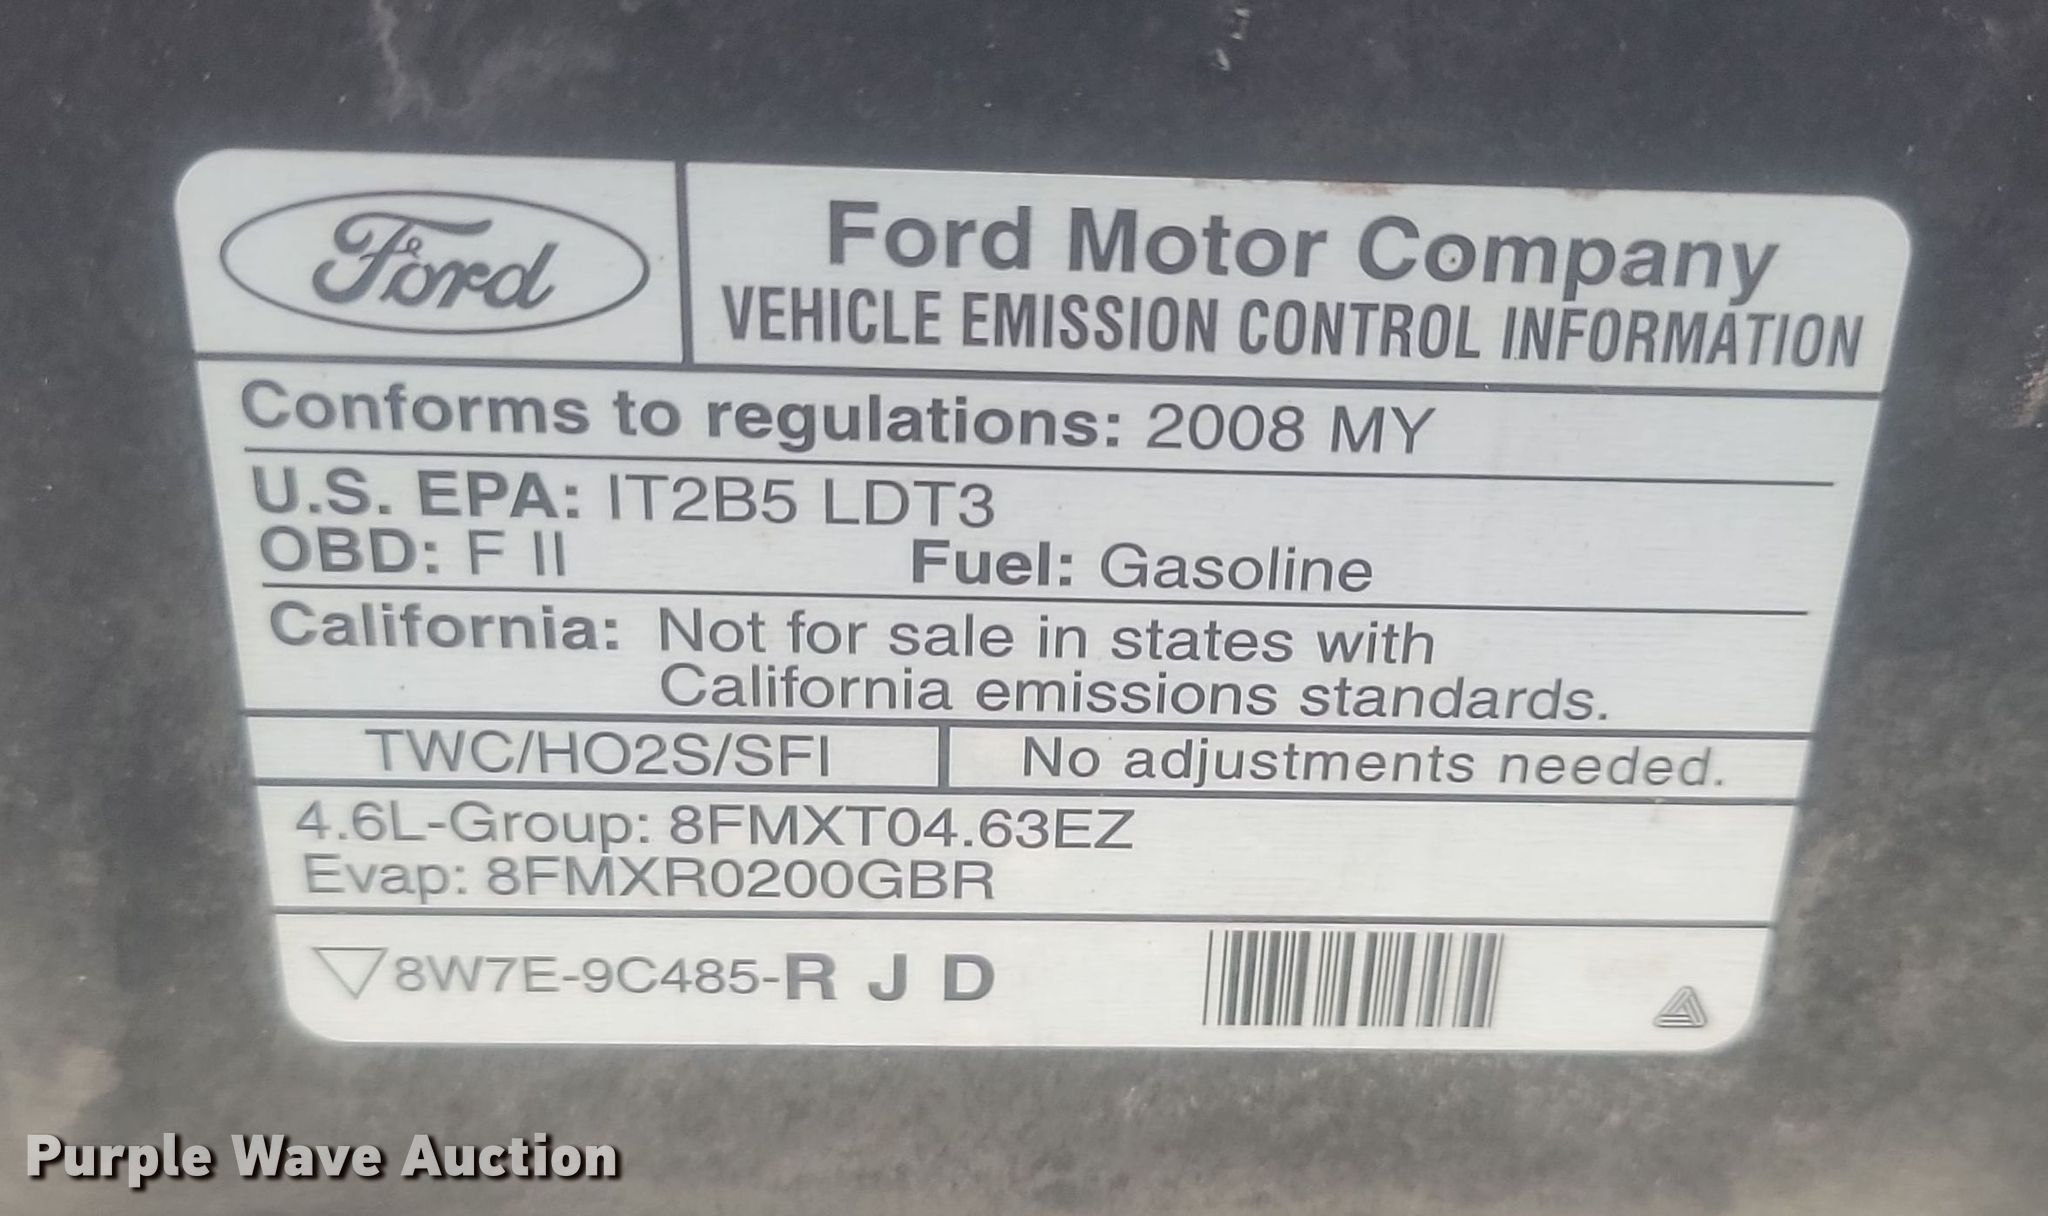 Ford
Ford Motor Company
VEHICLE EMISSION CONTROL INFORMATION
Conforms to regulations: 2008 MY
U.S. EPA: IT2B5 LDT3
OBD: F II Fuel: Gasoline
California: Not for sale in states with
California emissions standards.
TWC/HO2S/SFI No adjustments needed.
4.6L-Group: 8FMXT04.63EZ
Evap: 8FMXR0200GBR
8W7E-9C485-R J D
Purple Wave Auction